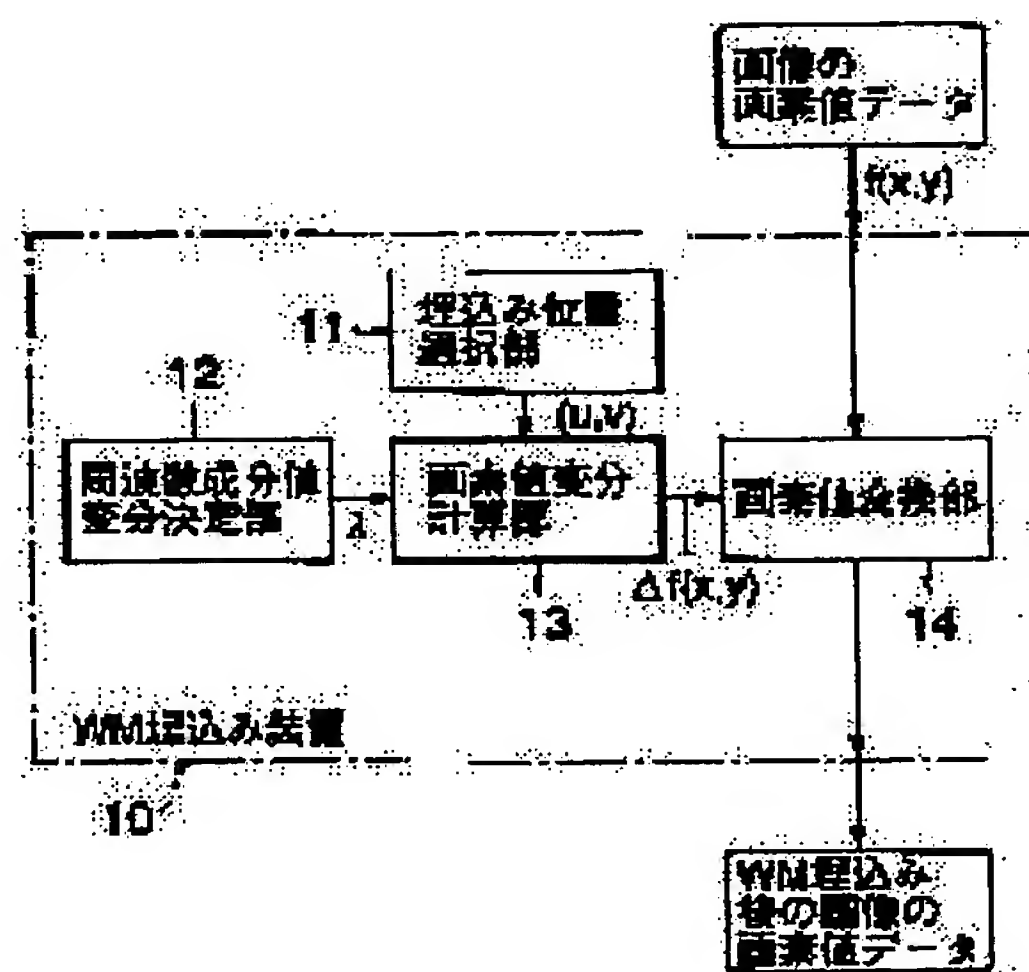 画像の
画素値データ
f(x,y)
11
埋込み位置
選択部
12
(u,v)
周波数成分値
変分決定部
λ
画素値変分
計算部
画素値変換部
Δf(x,y)
13
14
WM埋込み装置
10
WM埋込み
後の画像の
画素値データ